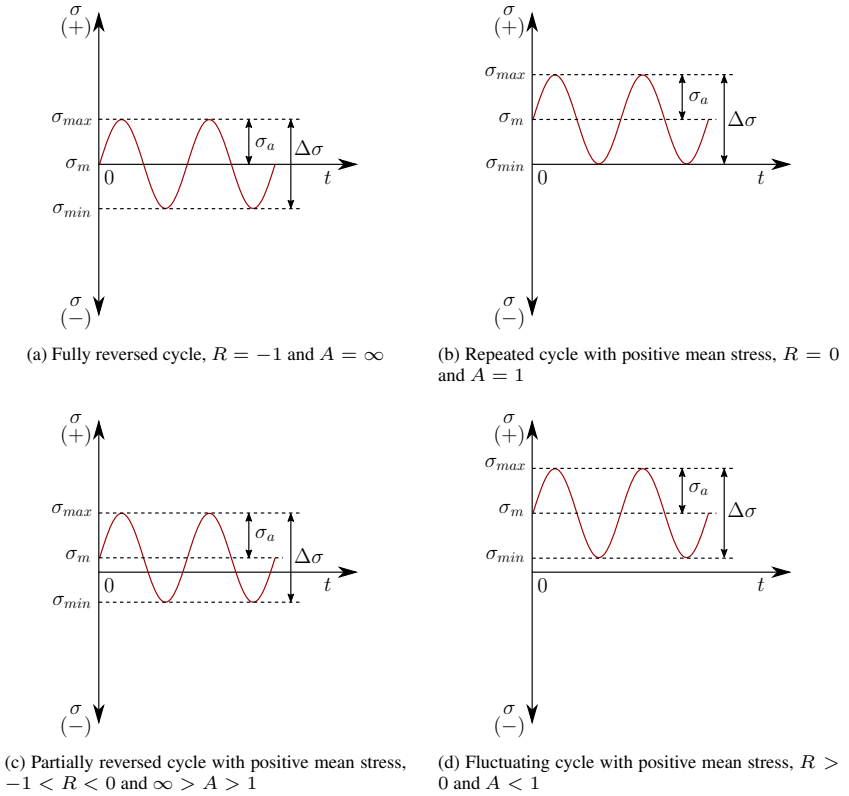 σ
(+)
σmax
σa
σm
Δσ
0
t
σmin
σ
(−)
(a) Fully reversed cycle, R = −1 and A = ∞
σ
(+)
σmax
σa
σm
Δσ
σmin
0
t
σ
(−)
(b) Repeated cycle with positive mean stress, R = 0
and A = 1
σ
(+)
σmax
σa
σm
Δσ
0
t
σmin
σ
(−)
(c) Partially reversed cycle with positive mean stress,
−1 < R < 0 and ∞ > A > 1
σ
(+)
σmax
σa
σm
Δσ
σmin
0
t
σ
(−)
(d) Fluctuating cycle with positive mean stress, R >
0 and A < 1